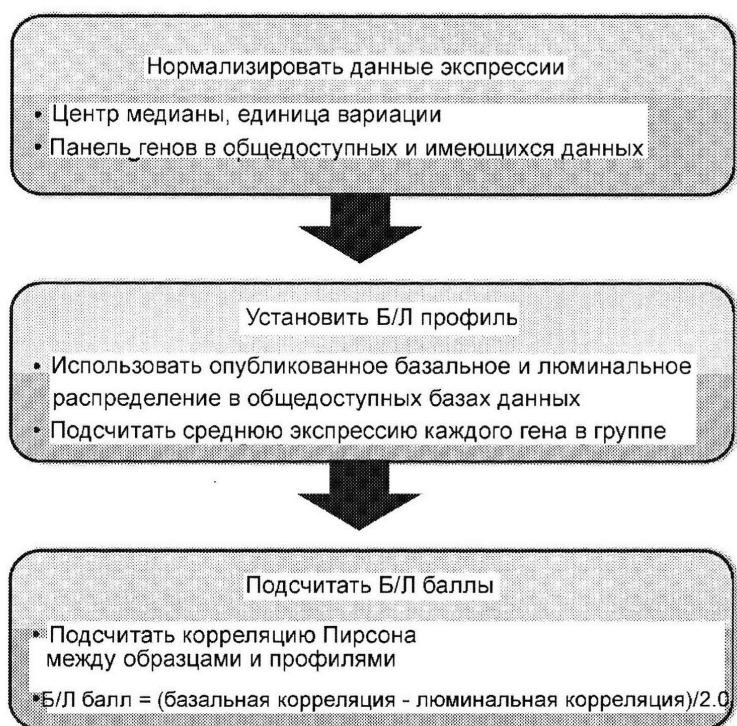 Нормализировать данные экспрессии
• Центр медианы, единица вариации
• Панель генов в общедоступных и имеющихся данных
Установить Б/Л профиль
• Использовать опубликованное базальное и люминальное
распределение в общедоступных базах данных
• Подсчитать среднюю экспрессию каждого гена в группе
Подсчитать Б/Л баллы
• Подсчитать корреляцию Пирсона
между образцами и профилями
•Б/Л балл = (базальная корреляция - люминальная корреляция)/2.0